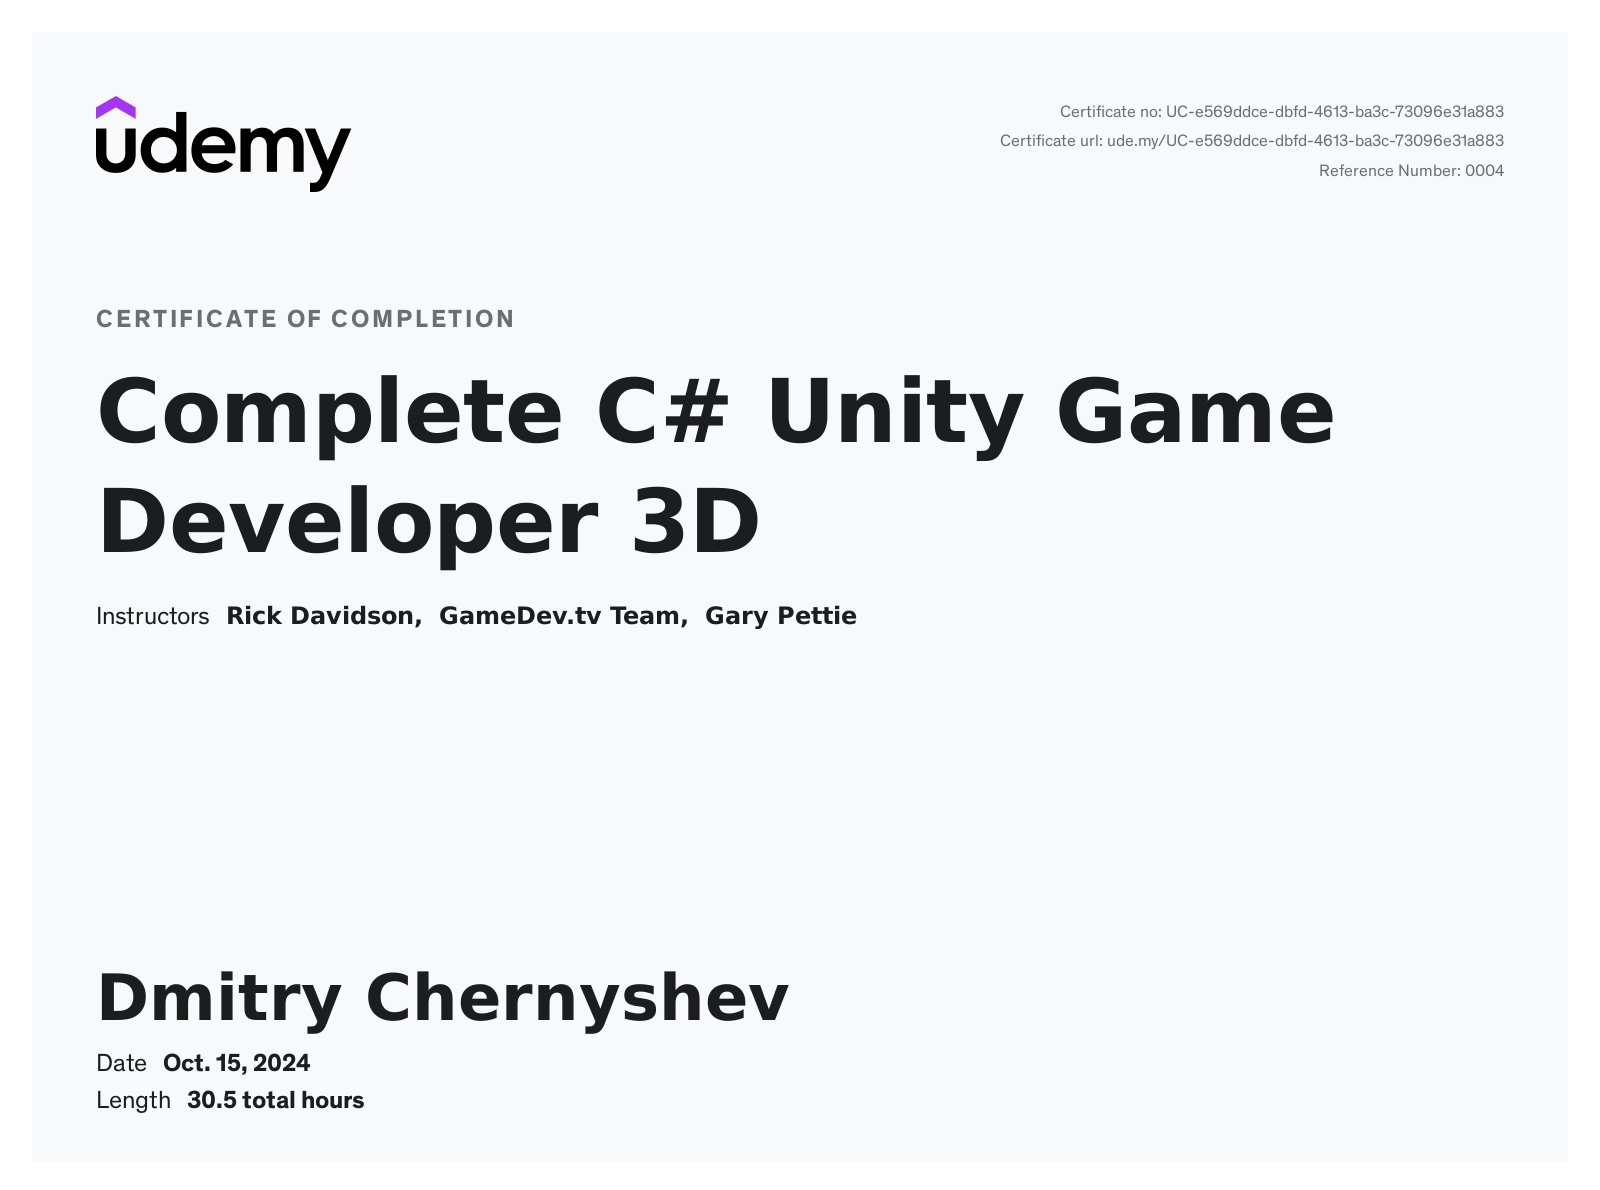 udemy
Certificate no: UC-e569ddce-dbfd-4613-ba3c-73096e31a883
Certificate url: ude.my/UC-e569ddce-dbfd-4613-ba3c-73096e31a883
Reference Number: 0004
CERTIFICATE OF COMPLETION
Complete C# Unity Game
Developer 3D
Instructors Rick Davidson, GameDev.tv Team, Gary Pettie
Dmitry Chernyshev
Date Oct. 15, 2024
Length 30.5 total hours